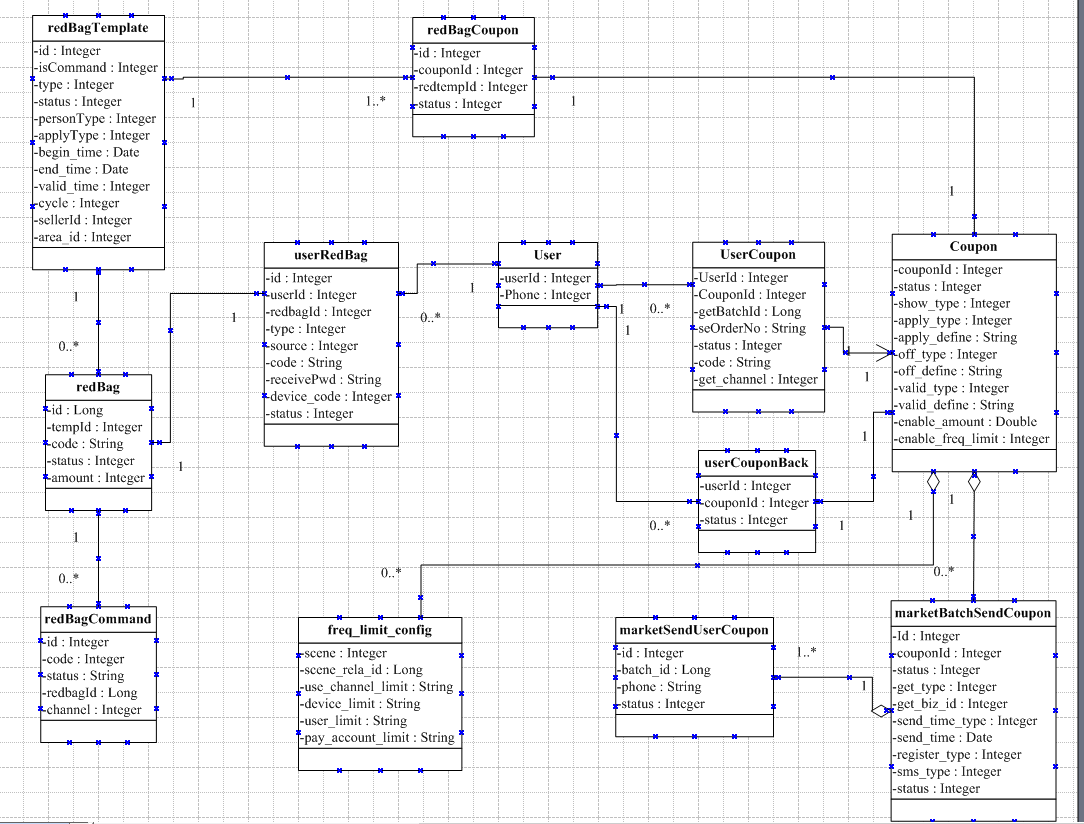 redBagTemplate
-id : Integer
-isCommand : Integer
-type : Integer
-status : Integer
-personType : Integer
-applyType : Integer
-begin_time : Date
-end_time : Date
-valid_time : Integer
-cycle : Integer
-sellerId : Integer
-area_id : Integer
1
1..*
redBagCoupon
-id : Integer
-couponId : Integer
-redtempId : Integer
-status : Integer
1
1
1
0..*
redBag
-id : Long
-tempId : Integer
-code : String
-status : Integer
-amount : Integer
1
1
userRedBag
-id : Integer
-userId : Integer
-redbagId : Integer
-type : Integer
-source : Integer
-code : String
-receivePwd : String
-device_code : Integer
-status : Integer
0..*
1
User
-userId : Integer
-Phone : Integer
1
1
0..*
UserCoupon
-UserId : Integer
-CouponId : Integer
-getBatchId : Long
-seOrderNo : String
-status : Integer
-code : String
-get_channel : Integer
1
1
Coupon
-couponId : Integer
-status : Integer
-show_type : Integer
-apply_type : Integer
-apply_define : String
-off_type : Integer
-off_define : String
-valid_type : Integer
-valid_define : String
-enable_amount : Double
-enable_freq_limit : Integer
1
userCouponBack
-userId : Integer
-couponId : Integer
-status : Integer
0..*
1
1
1
0..*
0..*
1
0..*
redBagCommand
-id : Integer
-code : Integer
-status : String
-redbagId : Long
-channel : Integer
freq_limit_config
-scene : Integer
-scene_rela_id : Long
-use_channel_limit : String
-device_limit : String
-user_limit : String
-pay_account_limit : String
marketSendUserCoupon
-id : Integer
-batch_id : Long
-phone : String
-status : Integer
1..*
1
marketBatchSendCoupon
-Id : Integer
-couponId : Integer
-status : Integer
-get_type : Integer
-get_biz_id : Integer
-send_time_type : Integer
-send_time : Date
-register_type : Integer
-sms_type : Integer
-status : Integer